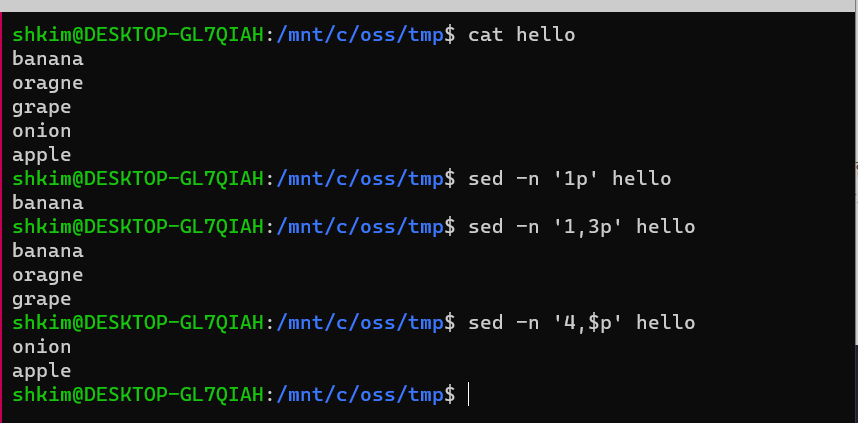 shkim@DESKTOP-GL7QIAH:/mnt/c/oss/tmp$ cat hello
banana
oragne
grape
onion
apple
shkim@DESKTOP-GL7QIAH:/mnt/c/oss/tmp$ sed -n '1p' hello
banana
shkim@DESKTOP-GL7QIAH:/mnt/c/oss/tmp$ sed -n '1,3p' hello
banana
oragne
grape
shkim@DESKTOP-GL7QIAH:/mnt/c/oss/tmp$ sed -n '4,$p' hello
onion
apple
shkim@DESKTOP-GL7QIAH:/mnt/c/oss/tmp$